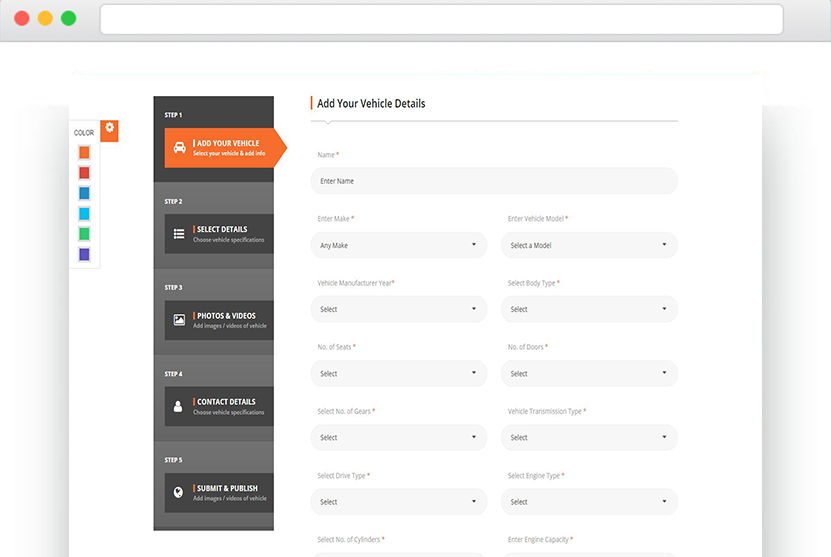 COLOR
STEP 1
ADD YOUR VEHICLE
Select your vehicle & add info
STEP 2
SELECT DETAILS
Choose vehicle specifications
STEP 3
PHOTOS & VIDEOS
Add images / videos of vehicle
STEP 4
CONTACT DETAILS
Choose vehicle specifications
STEP 5
SUBMIT & PUBLISH
Add images / videos of vehicle
Add Your Vehicle Details
Name *
Enter Name
Enter Make * Enter Vehicle Model *
Any Make Select a Model
Vehicle Manufacturer Year* Select Body Type *
Select Select
No. of Seats * No. of Doors *
Select Select
Select No. of Gears * Vehicle Transmission Type *
Select Select
Select Drive Type * Select Engine Type *
Select Select
Select No. of Cylinders * Enter Engine Capacity *